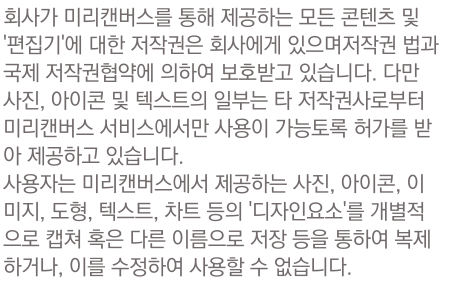 회사가 미리캔버스를 통해 제공하는 모든 콘텐츠 및
'편집기'에 대한 저작권은 회사에게 있으며저작권 법과
국제 저작권협약에 의하여 보호받고 있습니다. 다만
사진, 아이콘 및 텍스트의 일부는 타 저작권사로부터
미리캔버스 서비스에서만 사용이 가능토록 허가를 받
아 제공하고 있습니다.
사용자는 미리캔버스에서 제공하는 사진, 아이콘, 이
미지, 도형, 텍스트, 차트 등의 '디자인요소'를 개별적
으로 캡쳐 혹은 다른 이름으로 저장 등을 통하여 복제
하거나, 이를 수정하여 사용할 수 없습니다.